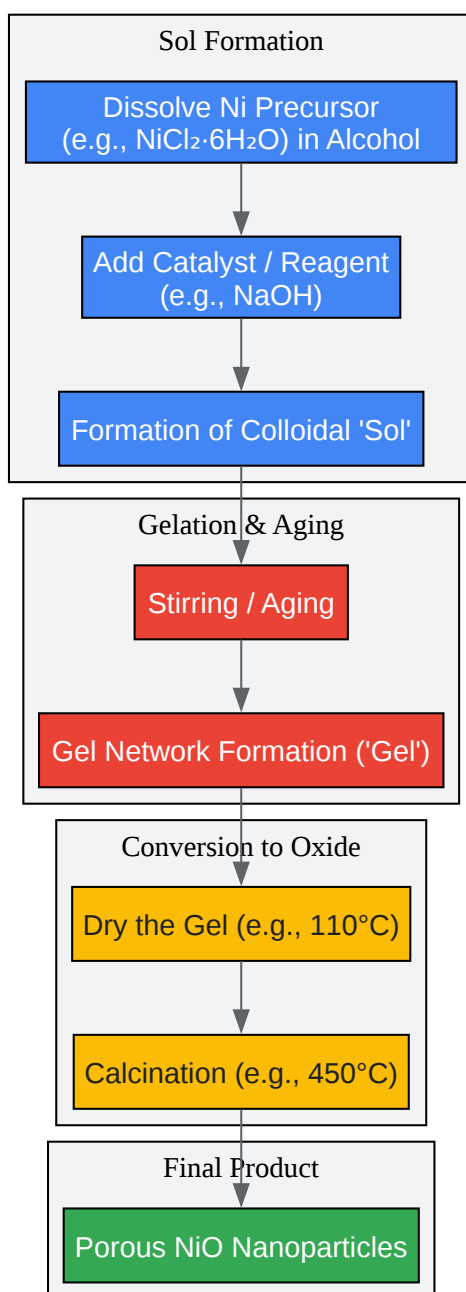 Sol Formation
Dissolve Ni Precursor
(e.g., NiCl₂·6H₂O) in Alcohol
Add Catalyst / Reagent
(e.g., NaOH)
Formation of Colloidal 'Sol'
Gelation & Aging
Stirring / Aging
Gel Network Formation ('Gel')
Conversion to Oxide
Dry the Gel (e.g., 110°C)
Calcination (e.g., 450°C)
Final Product
Porous NiO Nanoparticles